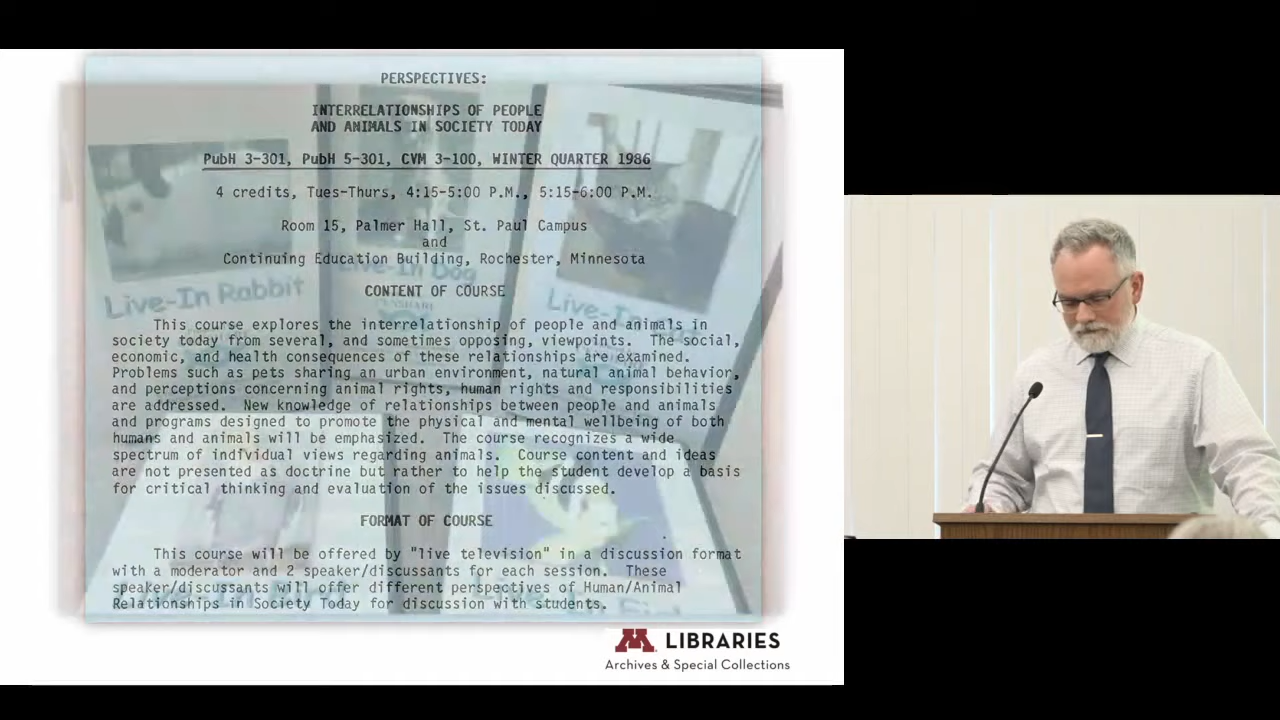 PERSPECTIVES:
INTERRELATIONSHIPS OF PEOPLE
AND ANIMALS IN SOCIETY TODAY
PubH 3-301, PubH 5-301, CVM 3-100, WINTER QUARTER 1986
4 credits, Tues-Thurs, 4:15-5:00 P.M., 5:15-6:00 P.M.
Room 15, Palmer Hall, St. Paul Campus
and
Continuing Education Building, Rochester, Minnesota
CONTENT OF COURSE
This course explores the interrelationship of people and animals in
society today from several, and sometimes opposing, viewpoints. The social,
economic, and health consequences of these relationships are examined.
Problems such as pets sharing an urban environment, natural animal behavior,
and perceptions concerning animal rights, human rights and responsibilities
are addressed. New knowledge of relationships between people and animals
and programs designed to promote the physical and mental wellbeing of both
humans and animals will be emphasized. The course recognizes a wide
spectrum of individual views regarding animals. Course content and ideas
are not presented as doctrine but rather to help the student develop a basis
for critical thinking and evaluation of the issues discussed.
FORMAT OF COURSE
This course will be offered by "live television" in a discussion format
with a moderator and 2 speaker/discussants for each session. These
speaker/discussants will offer different perspectives of Human/Animal
Relationships in Society Today for discussion with students.
Live-In Rabbit
Live-In Dog
Live-In
M LIBRARIES
Archives & Special Collections